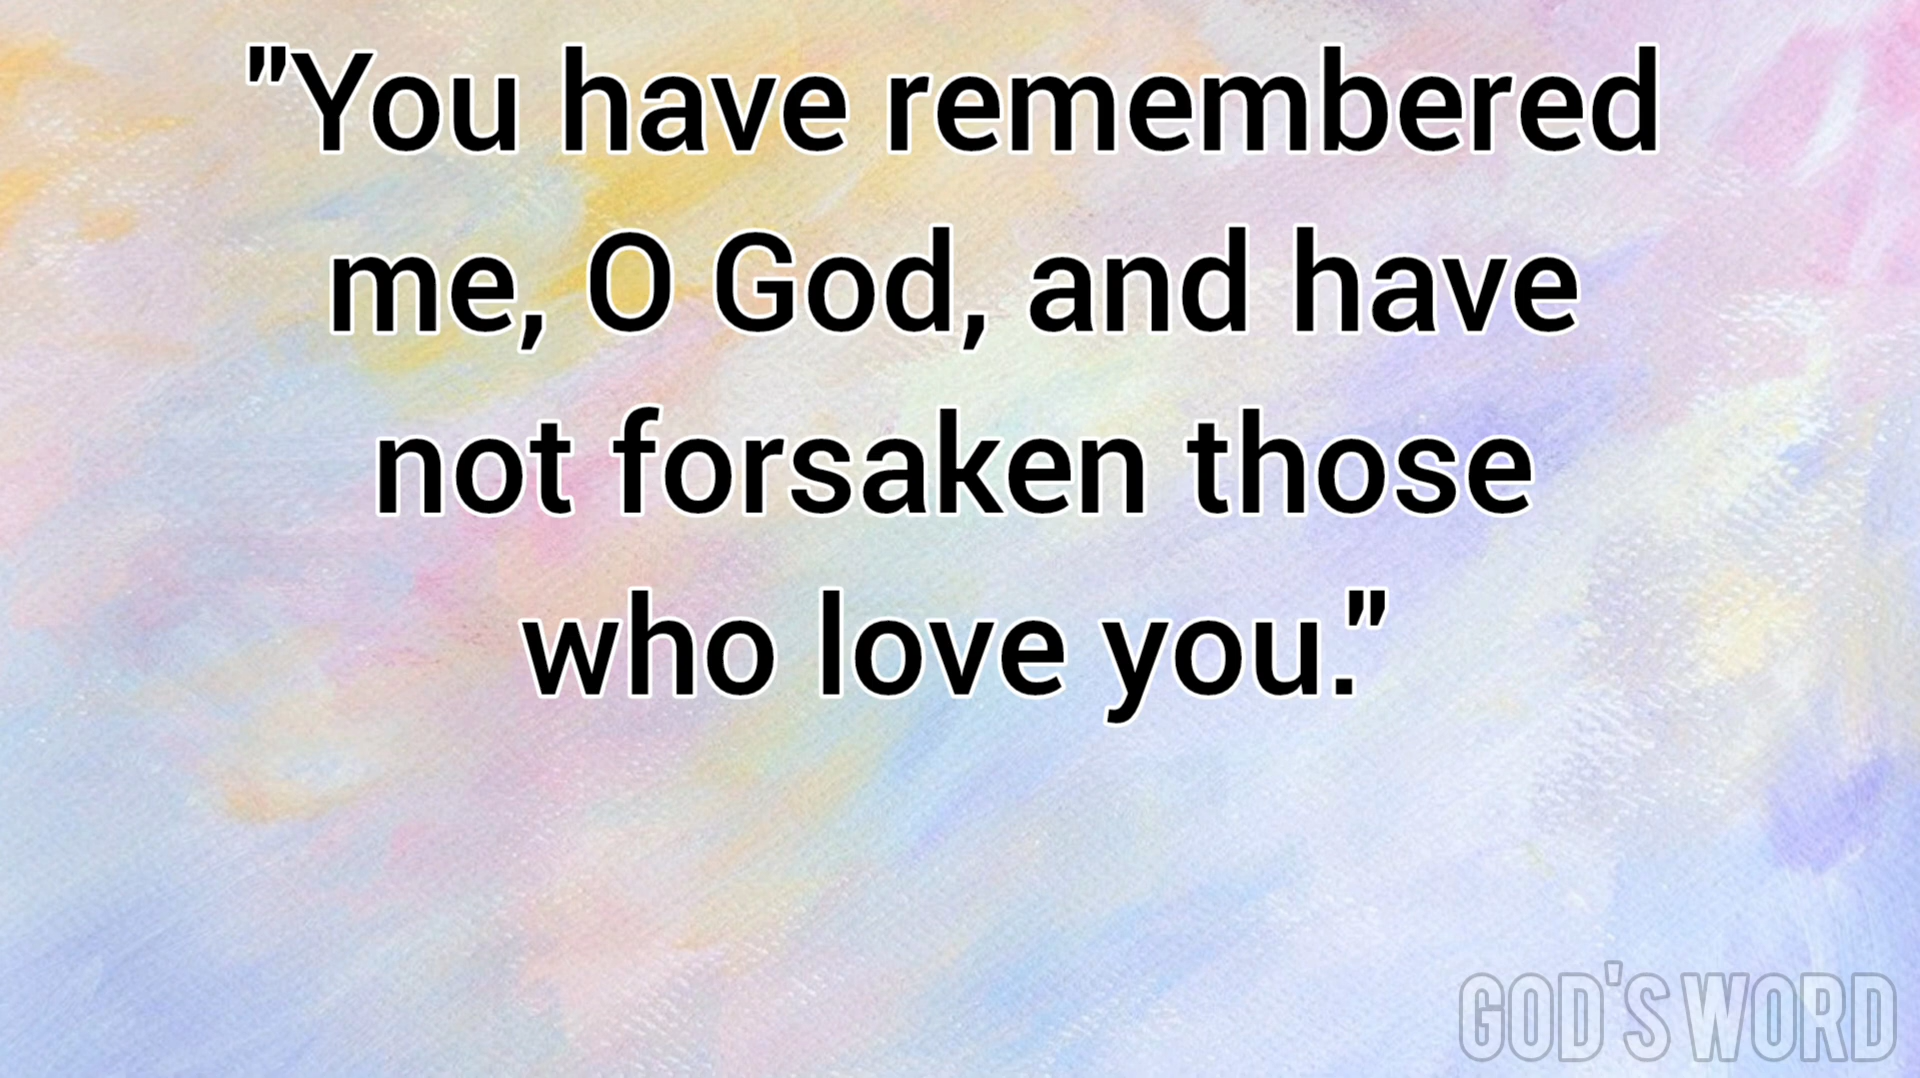 "You have remembered
me, O God, and have
not forsaken those
who love you."
GOD'S WORD